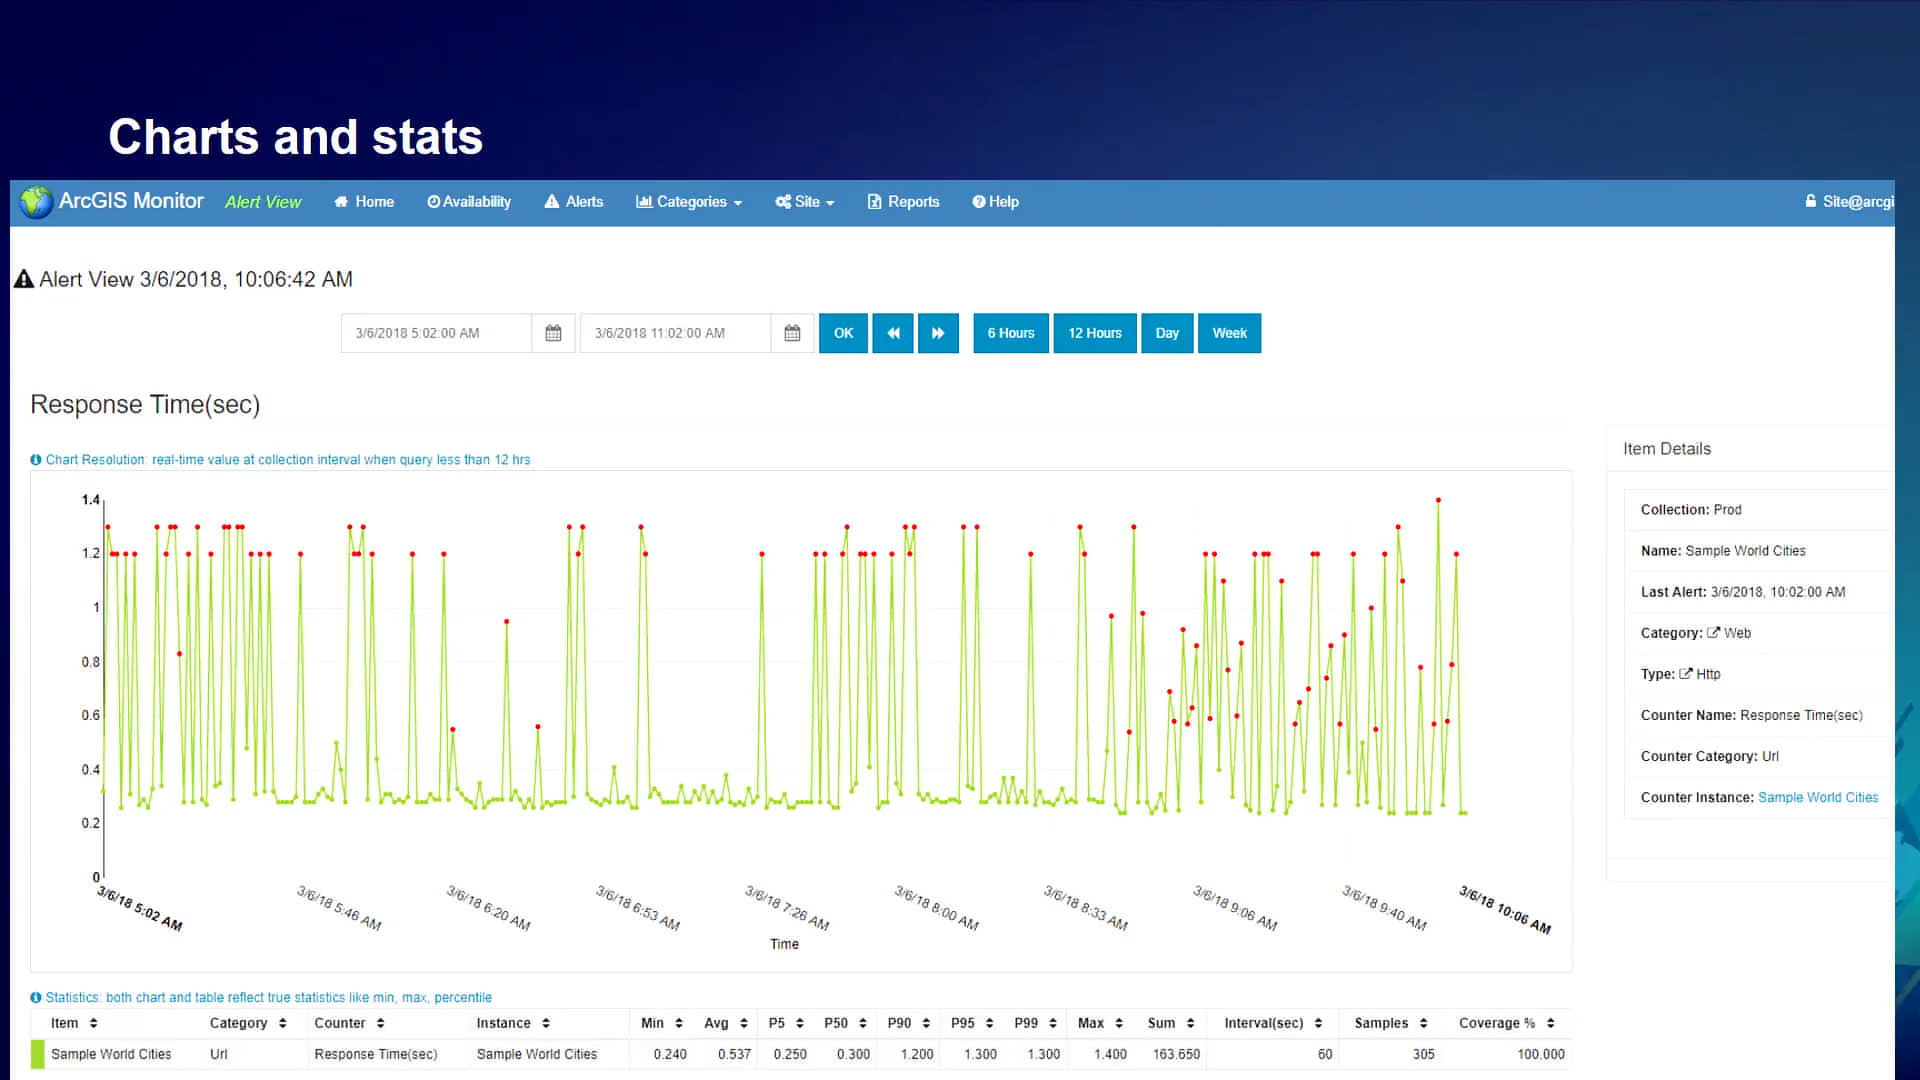 Charts and stats
ArcGIS Monitor Alert View Home Availability Alerts Categories Site Reports Help Site@arcgi
Alert View 3/6/2018, 10:06:42 AM
3/6/2018 5:02:00 AM 3/6/2018 11:02:00 AM OK 6 Hours 12 Hours Day Week
Response Time(sec)
Chart Resolution: real-time value at collection interval when query less than 12 hrs
1.4
1.2
1
0.8
0.6
0.4
0.2
0
3/6/18 5:02 AM 3/6/18 5:46 AM 3/6/18 6:20 AM 3/6/18 6:53 AM 3/6/18 7:26 AM 3/6/18 8:00 AM 3/6/18 8:33 AM 3/6/18 9:06 AM 3/6/18 9:40 AM 3/6/18 10:06 AM
Time
Item Details
Collection: Prod
Name: Sample World Cities
Last Alert: 3/6/2018, 10:02:00 AM
Category: Web
Type: Http
Counter Name: Response Time(sec)
Counter Category: Url
Counter Instance: Sample World Cities
Statistics: both chart and table reflect true statistics like min, max, percentile
Item Category Counter Instance Min Avg P5 P50 P90 P95 P99 Max Sum Interval(sec) Samples Coverage %
Sample World Cities Url Response Time(sec) Sample World Cities 0.240 0.537 0.250 0.300 1.200 1.300 1.300 1.400 163.650 60 305 100.000